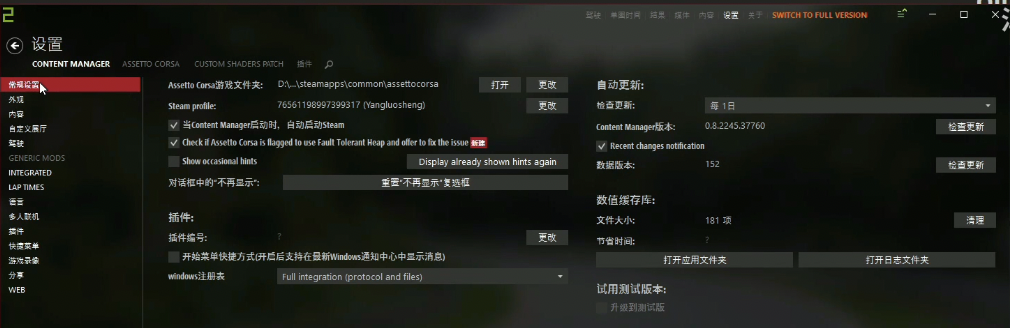 2
驾驶 单圈时间 结果 媒体 内容 设置 关于 SWITCH TO FULL VERSION
设置
CONTENT MANAGER ASSETTO CORSA CUSTOM SHADERS PATCH 插件
常规设置
外观
内容
自定义展厅
驾驶
GENERIC MODS
INTEGRATED
LAP TIMES
语言
多人联机
插件
快捷菜单
游戏录像
分享
WEB
Assetto Corsa游戏文件夹: D:\...\steamapps\common\assettocorsa 打开 更改
Steam profile: 76561198997399317 (Yangluosheng) 更改
当Content Manager启动时，自动启动Steam
Check if Assetto Corsa is flagged to use Fault Tolerant Heap and offer to fix the issue 新建
Show occasional hints Display already shown hints again
对话框中的"不再显示": 重置"不再显示"复选框
插件:
插件编号: ? 更改
开始菜单快捷方式(开启后支持在最新Windows通知中心中显示消息)
windows注册表 Full integration (protocol and files)
自动更新:
检查更新: 每 1日
Content Manager版本: 0.8.2245.37760 检查更新
Recent changes notification
数据版本: 152 检查更新
数值缓存库:
文件大小: 181 项 清理
节省时间: ?
打开应用文件夹 打开日志文件夹
试用测试版本:
升级到测试版